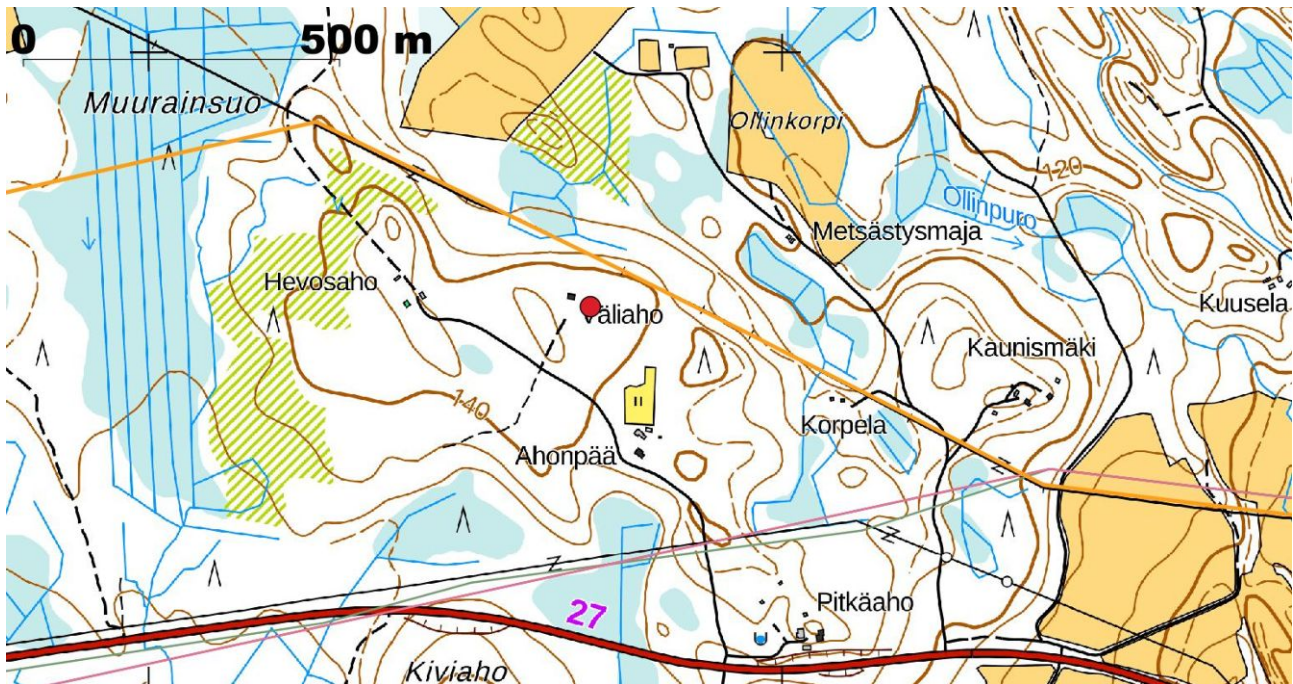 0 500 m
Muurainsuo
Ollinkorpi
120
Ollinpuro
Metsästysmaja
Hevosaho
Kuusela
Väliaho
Kaunismäki
140
Korpela
Ahonpää
27
Pitkäaho
Kiviaho